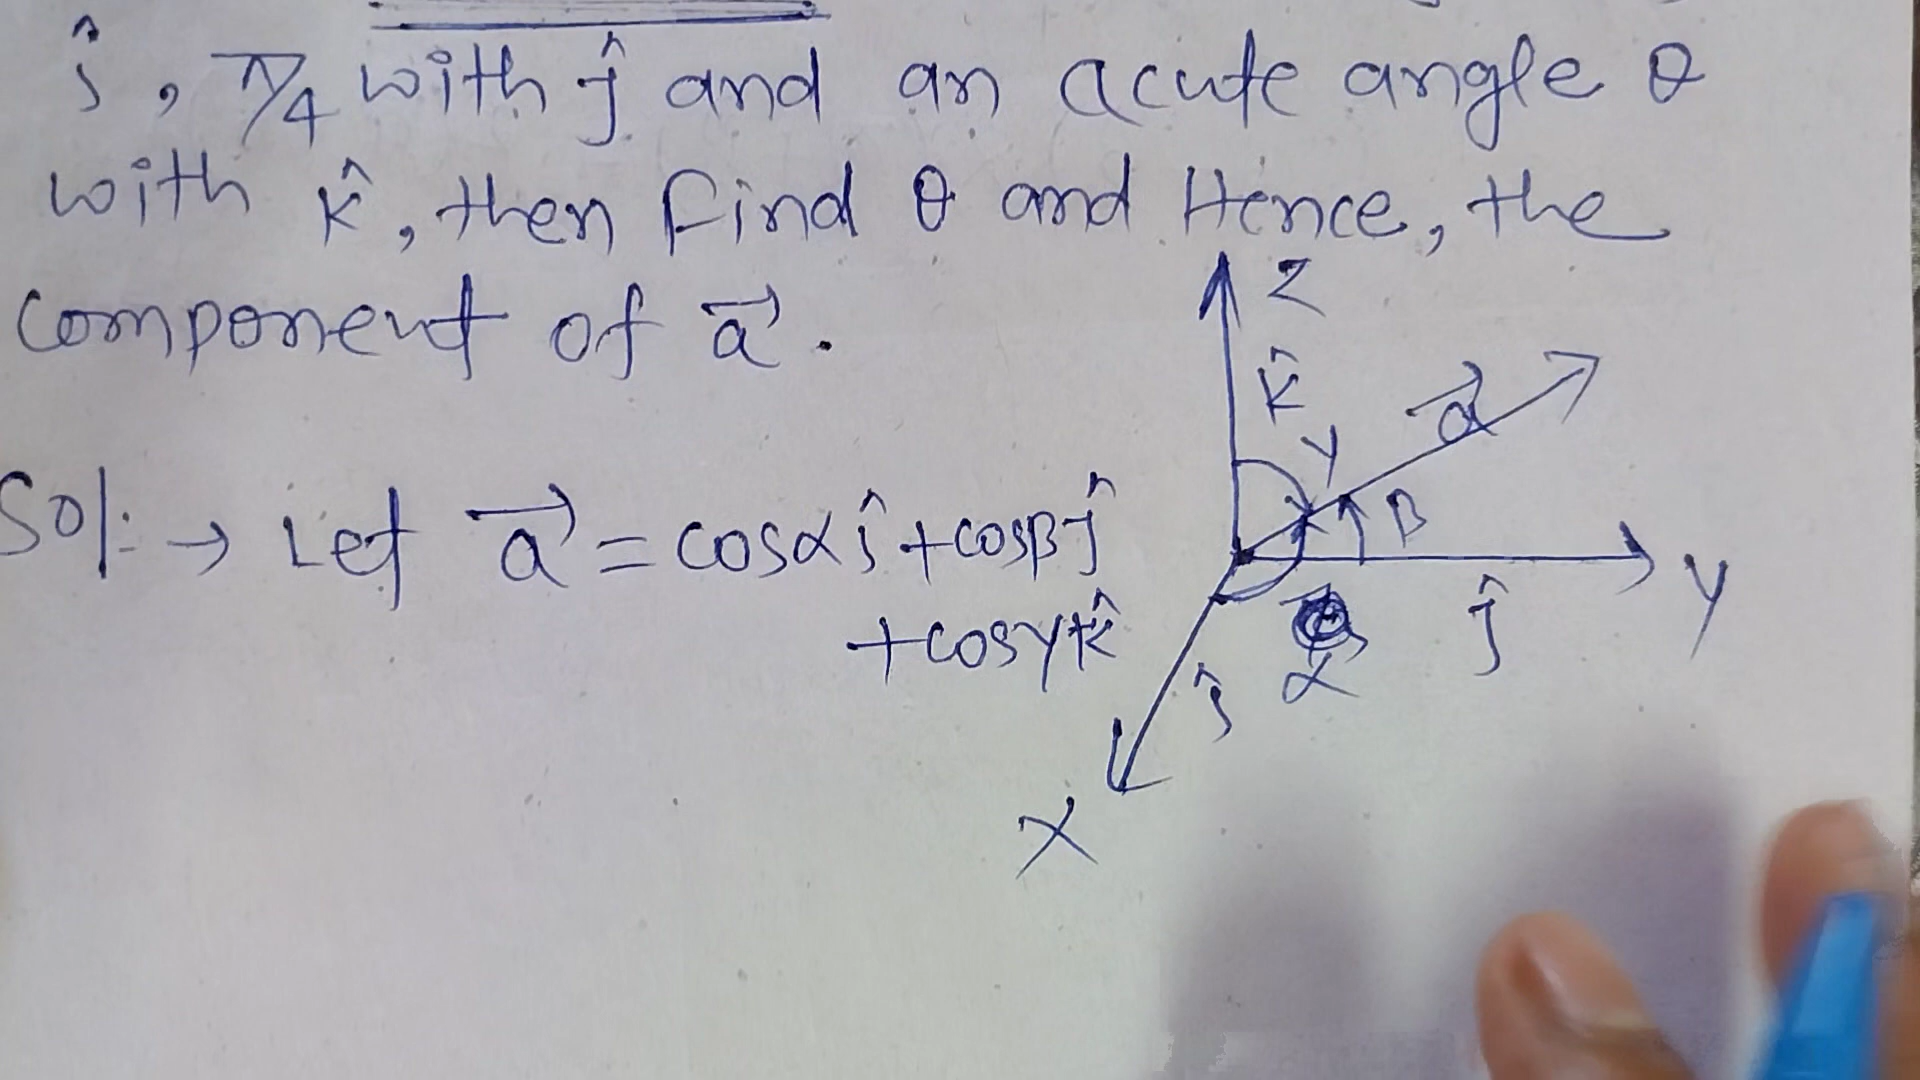 î, π/4 with ĵ and an acute angle θ
with k̂, then find θ and Hence, the
component of a⃗.
Z
k̂
a⃗
γ
β
Sol: → Let a⃗ = cosα î + cosβ ĵ
+ cosγ k̂
Y
ĵ
α
î
X